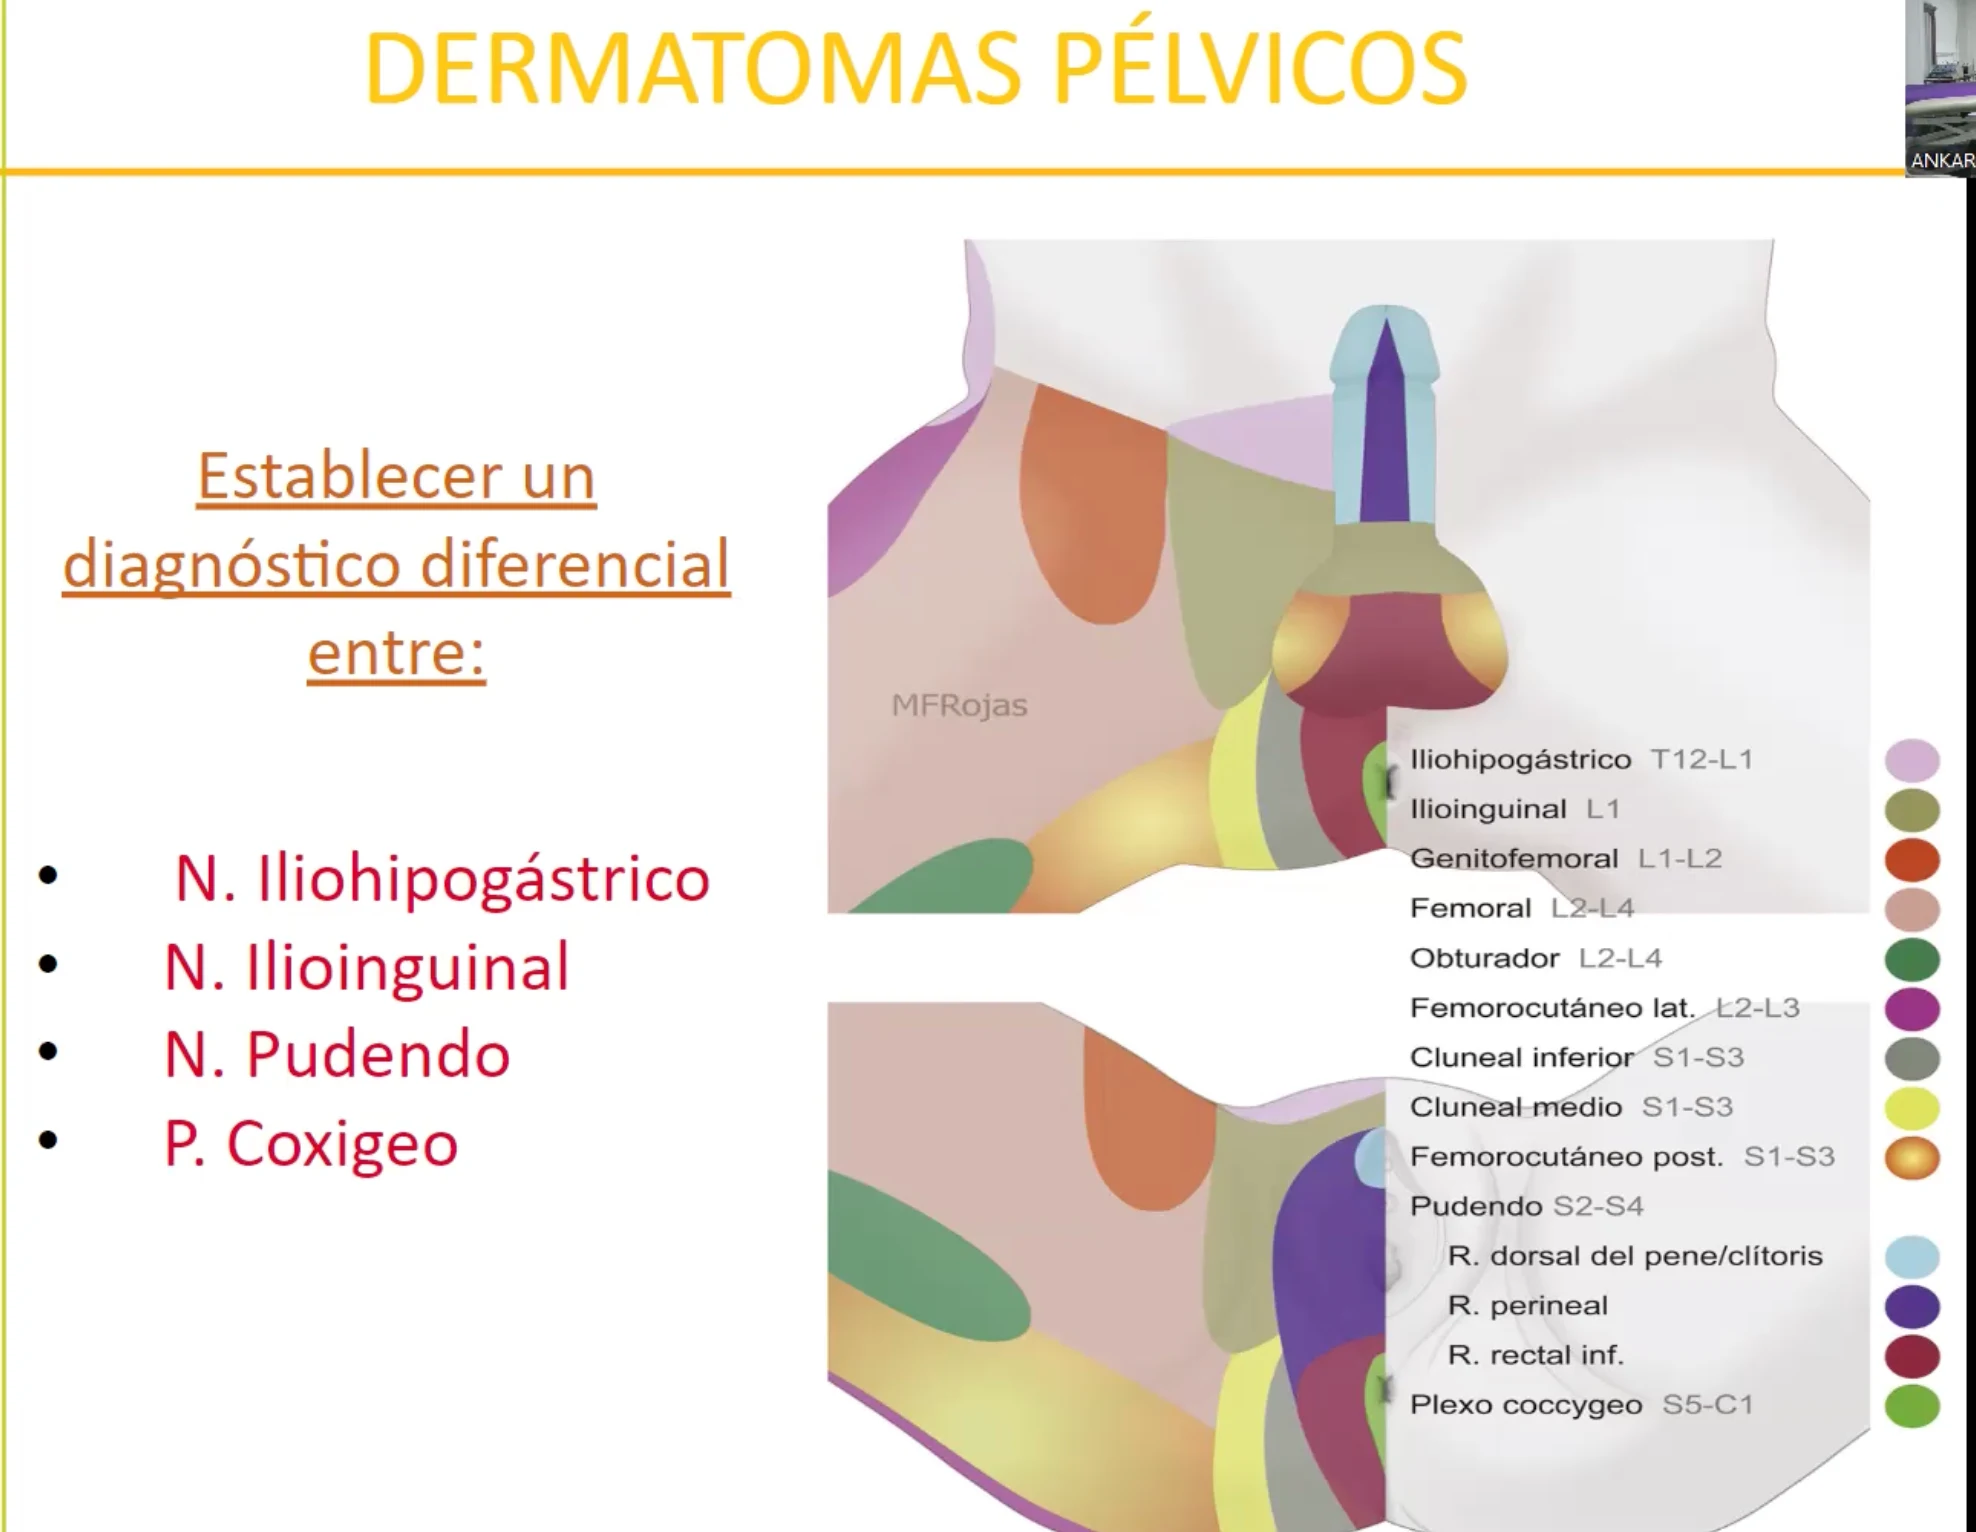 DERMATOMAS PÉLVICOS
ANKAR
Establecer un
diagnóstico diferencial
entre:
• N. Iliohipogástrico
• N. Ilioinguinal
• N. Pudendo
• P. Coxigeo
MFRojas
Iliohipogástrico T12-L1
Ilioinguinal L1
Genitofemoral L1-L2
Femoral L2-L4
Obturador L2-L4
Femorocutáneo lat. L2-L3
Cluneal inferior S1-S3
Cluneal medio S1-S3
Femorocutáneo post. S1-S3
Pudendo S2-S4
R. dorsal del pene/clítoris
R. perineal
R. rectal inf.
Plexo coccygeo S5-C1